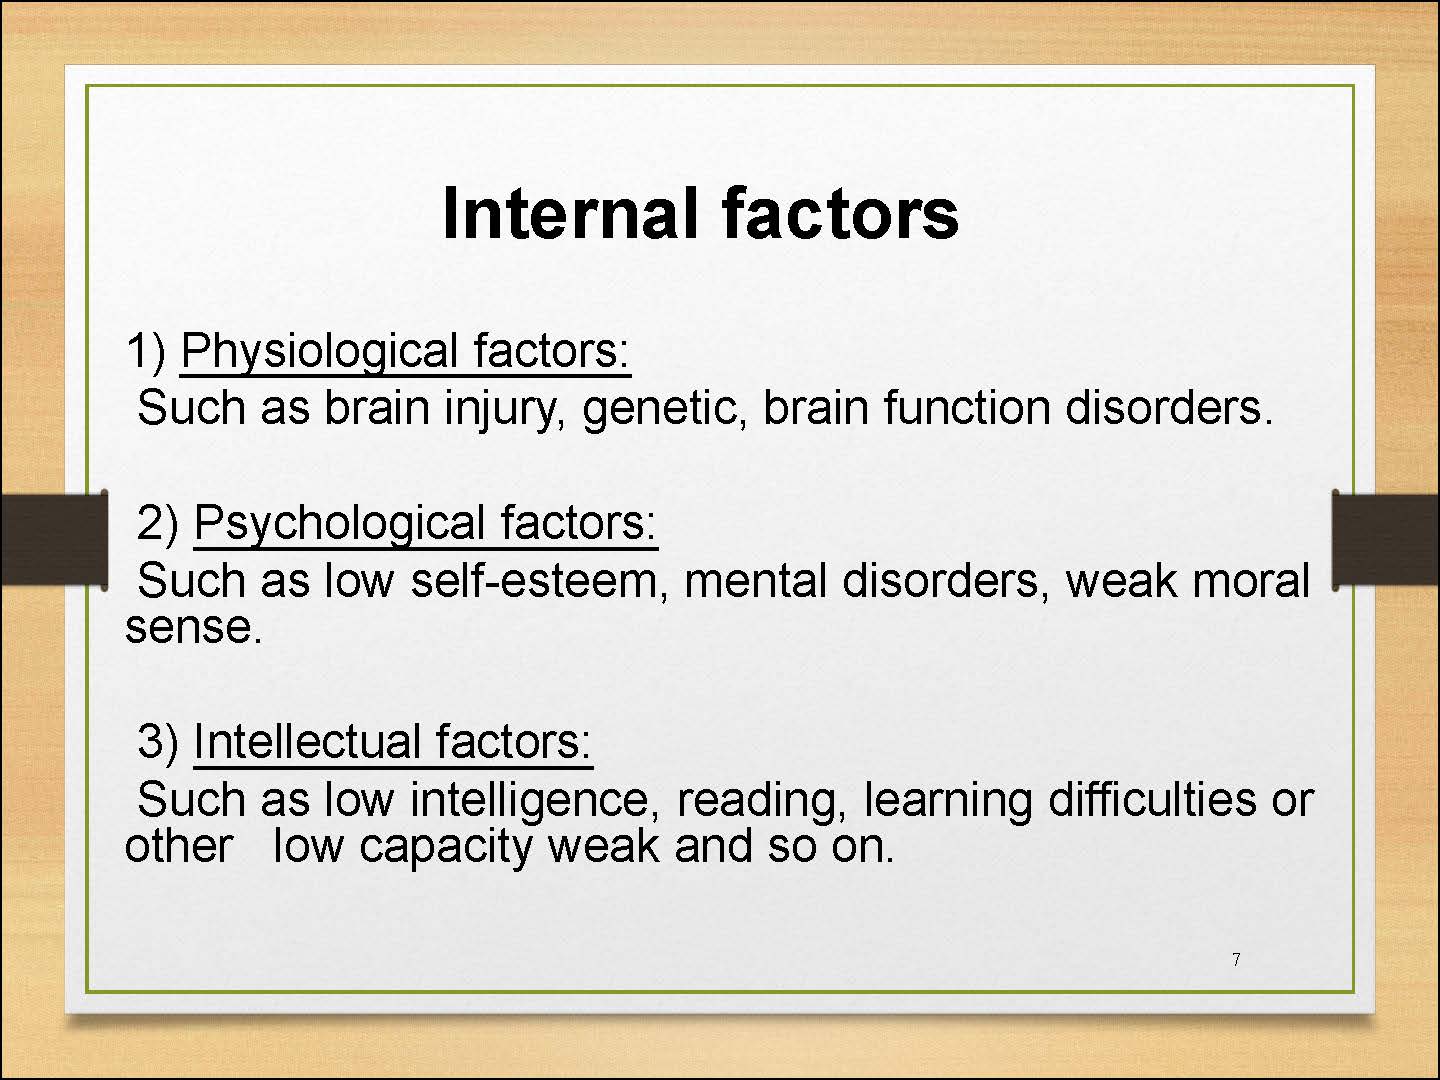 Internal factors
1) Physiological factors:
Such as brain injury, genetic, brain function disorders.
2) Psychological factors:
Such as low self-esteem, mental disorders, weak moral
sense.
3) Intellectual factors:
Such as low intelligence, reading, learning difficulties or
other   low capacity weak and so on.
7